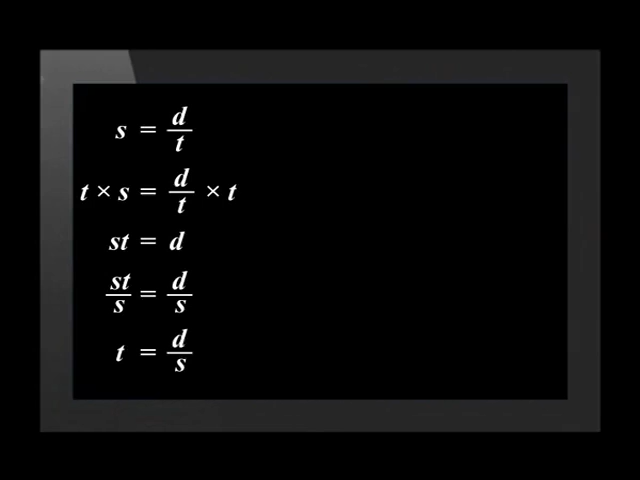 s = d/t
t × s = d/t × t
st = d
st/s = d/s
t = d/s